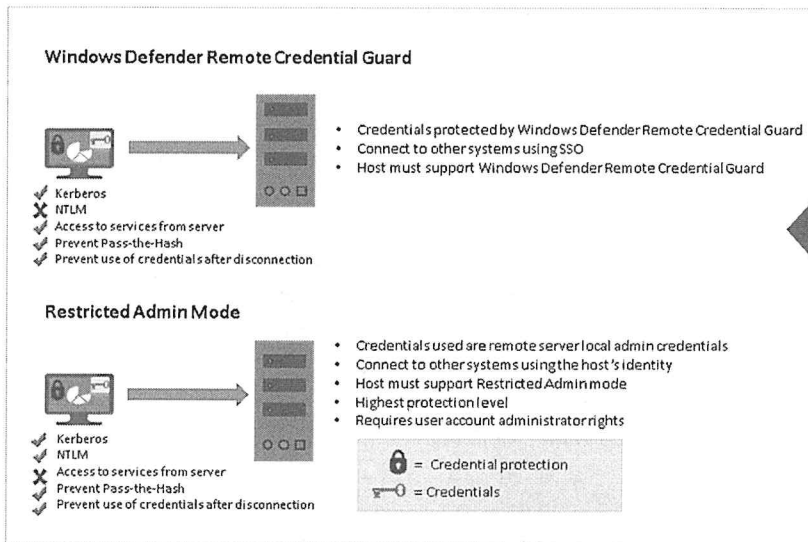 Windows Defender Remote Credential Guard
• Credentials protected by Windows Defender Remote Credential Guard
• Connect to other systems using SSO
• Host must support Windows Defender Remote Credential Guard
Kerberos
NTLM
Access to services from server
Prevent Pass-the-Hash
Prevent use of credentials after disconnection
Restricted Admin Mode
• Credentials used are remote server local admin credentials
• Connect to other systems using the host's identity
• Host must support Restricted Admin mode
• Highest protection level
• Requires user account administrator rights
Kerberos
NTLM
Access to services from server
Prevent Pass-the-Hash
Prevent use of credentials after disconnection
= Credential protection
= Credentials